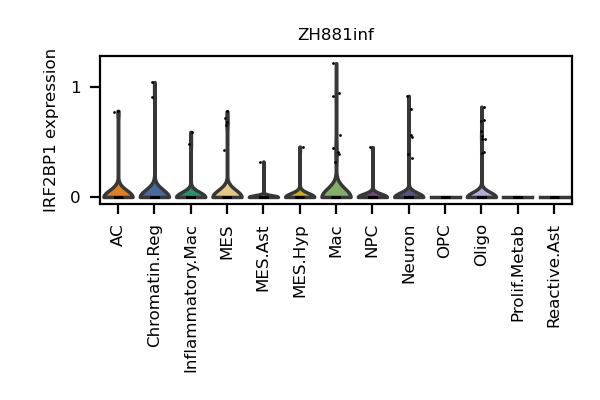 ZH881inf
IRF2BP1 expression
1
0
AC
Chromatin.Reg
Inflammatory.Mac
MES
MES.Ast
MES.Hyp
Mac
NPC
Neuron
OPC
Oligo
Prolif.Metab
Reactive.Ast